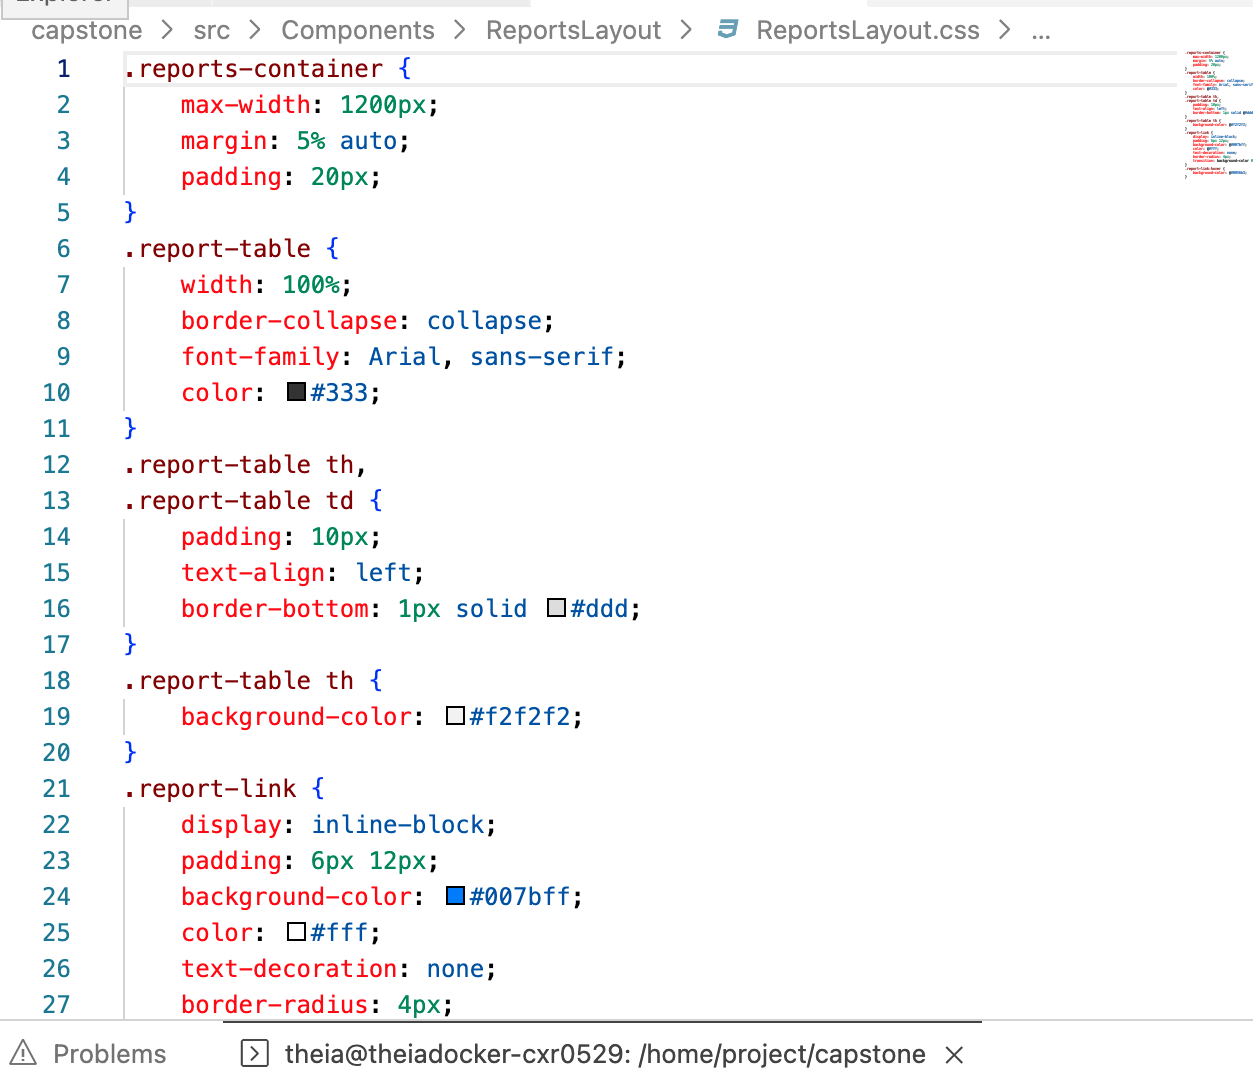 Explorer
capstone > src > Components > ReportsLayout > ReportsLayout.css > ...
1 .reports-container {
2 max-width: 1200px;
3 margin: 5% auto;
4 padding: 20px;
5 }
6 .report-table {
7 width: 100%;
8 border-collapse: collapse;
9 font-family: Arial, sans-serif;
10 color: #333;
11 }
12 .report-table th,
13 .report-table td {
14 padding: 10px;
15 text-align: left;
16 border-bottom: 1px solid #ddd;
17 }
18 .report-table th {
19 background-color: #f2f2f2;
20 }
21 .report-link {
22 display: inline-block;
23 padding: 6px 12px;
24 background-color: #007bff;
25 color: #fff;
26 text-decoration: none;
27 border-radius: 4px;
Problems
theia@theiadocker-cxr0529: /home/project/capstone